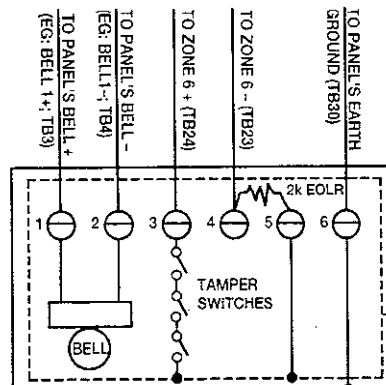 TO PANEL'S BELL +
(EG: BELL 1+; TB3)
TO PANEL'S BELL -
(EG: BELL1-; TB4)
TO ZONE 6 + (TB24)
TO ZONE 6 - (TB23)
TO PANEL'S EARTH
GROUND (TB30)
2k EOLR
1
2
3
4
5
6
TAMPER
SWITCHES
BELL